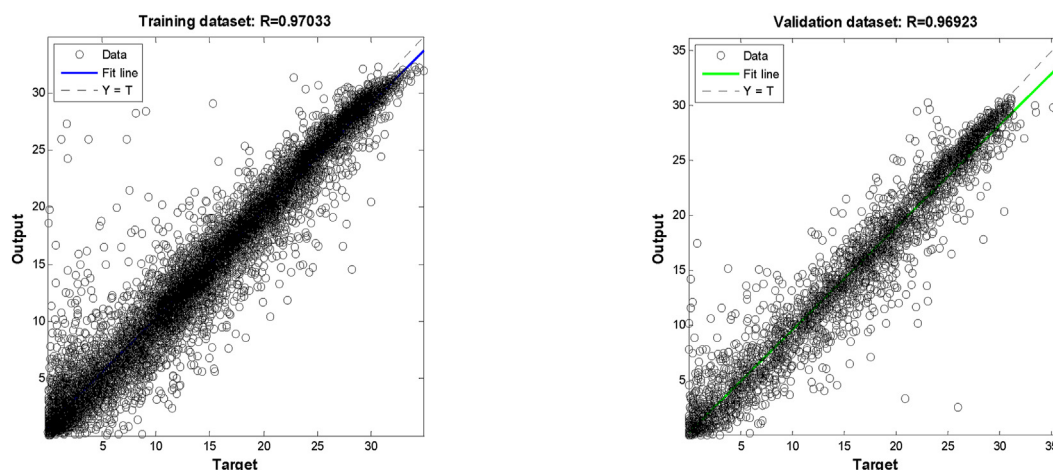 Training dataset: R=0.97033
Data
Fit line
Y = T
30
25
20
15
10
5
5 10 15 20 25 30
Output
Target
Validation dataset: R=0.96923
Data
Fit line
Y = T
35
30
25
20
15
10
5
5 10 15 20 25 30 35
Output
Target